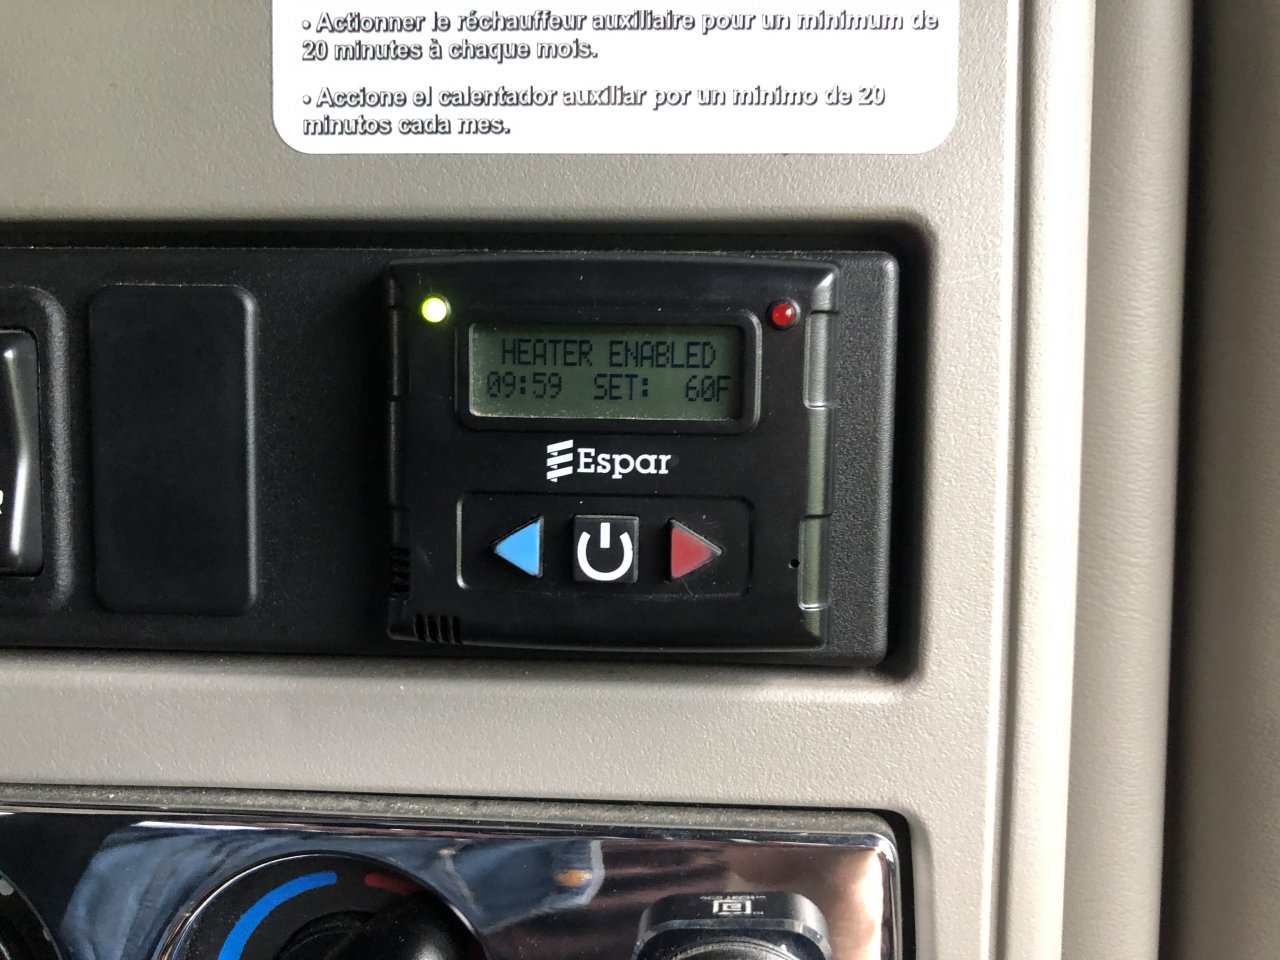 • Actionner le réchauffeur auxiliaire pour un minimum de
20 minutes à chaque mois.
• Accione el calentador auxiliar por un minimo de 20
minutos cada mes.
HEATER ENABLED
09:59 SET: 60F
Espar